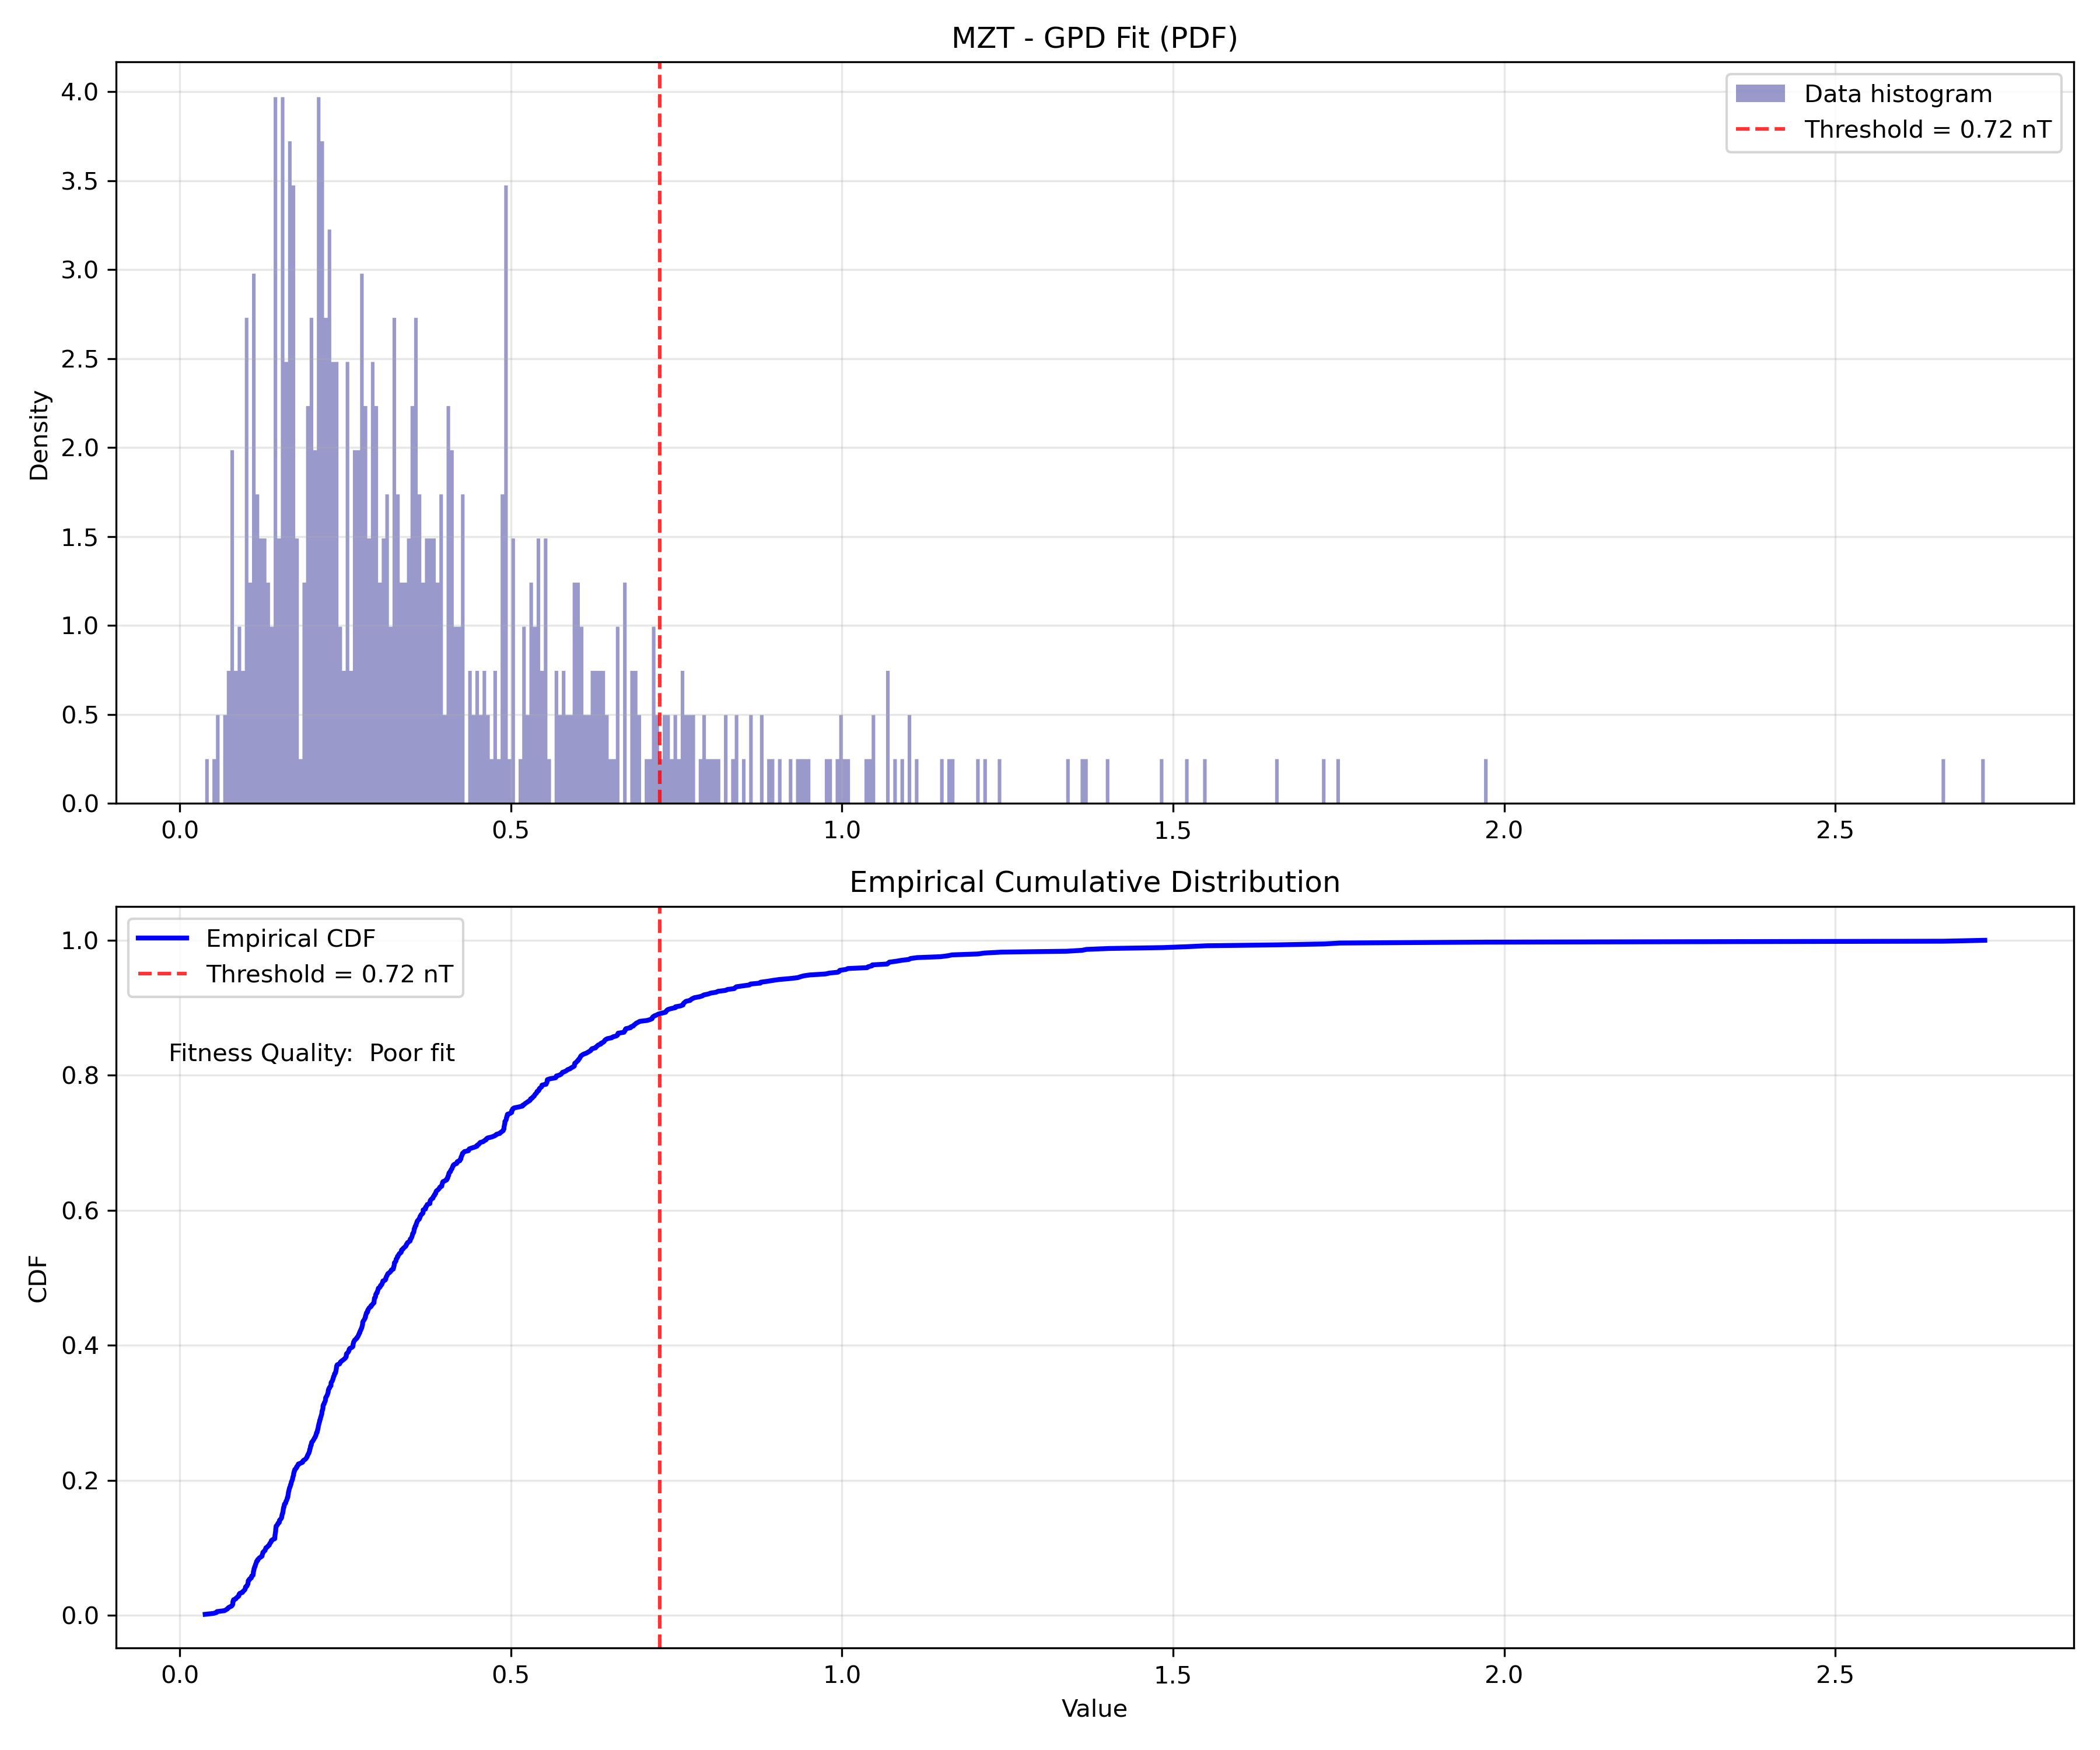 MZT - GPD Fit (PDF)
Data histogram
Threshold = 0.72 nT
Density
4.0
3.5
3.0
2.5
2.0
1.5
1.0
0.5
0.0
0.0 0.5 1.0 1.5 2.0 2.5
Empirical Cumulative Distribution
Empirical CDF
Threshold = 0.72 nT
Fitness Quality:  Poor fit
CDF
1.0
0.8
0.6
0.4
0.2
0.0
0.0 0.5 1.0 1.5 2.0 2.5
Value